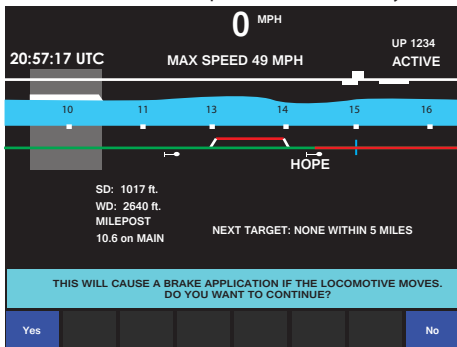 0 MPH
UP 1234
20:57:17 UTC MAX SPEED 49 MPH ACTIVE
10 11 13 14 15 16
HOPE
SD: 1017 ft.
WD: 2640 ft.
MILEPOST
10.6 on MAIN
NEXT TARGET: NONE WITHIN 5 MILES
THIS WILL CAUSE A BRAKE APPLICATION IF THE LOCOMOTIVE MOVES.
DO YOU WANT TO CONTINUE?
Yes No